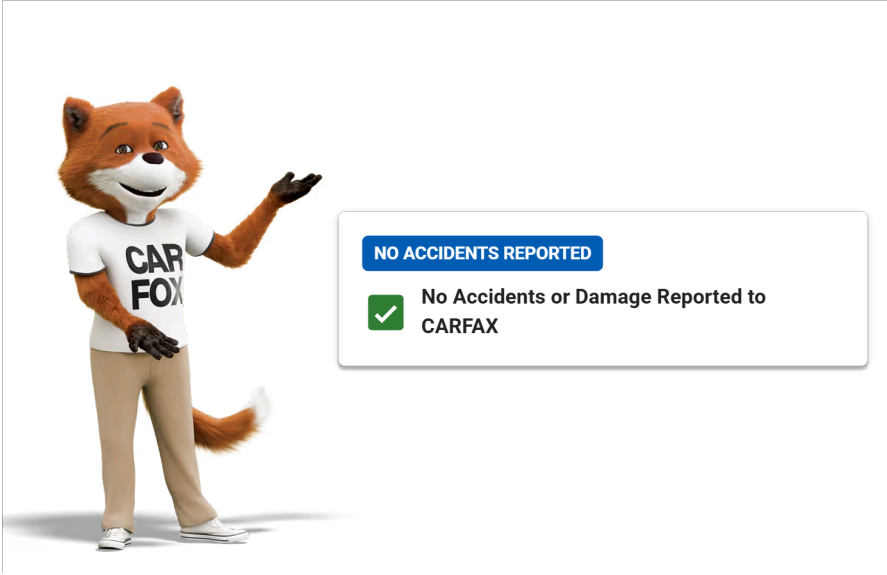 CAR
FOX
NO ACCIDENTS REPORTED
No Accidents or Damage Reported to
CARFAX